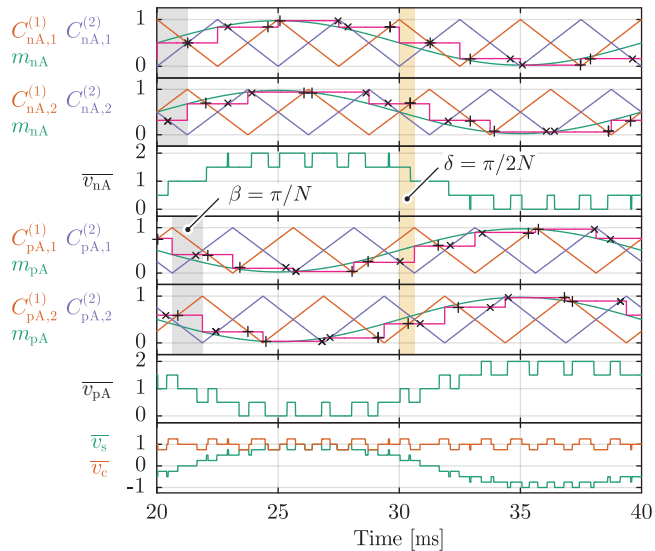 1
C_{nA,1}^{(1)} C_{nA,1}^{(2)}
m_{nA}
0
1
C_{nA,2}^{(1)} C_{nA,2}^{(2)}
m_{nA}
0
2
\overline{v_{nA}} 1
δ = π/2N
0
β = π/N
1
C_{pA,1}^{(1)} C_{pA,1}^{(2)}
m_{pA}
0
1
C_{pA,2}^{(1)} C_{pA,2}^{(2)}
m_{pA}
0
2
\overline{v_{pA}} 1
0
\overline{v_s} 1
\overline{v_c} 0
-1
20 25 30 35 40
Time [ms]